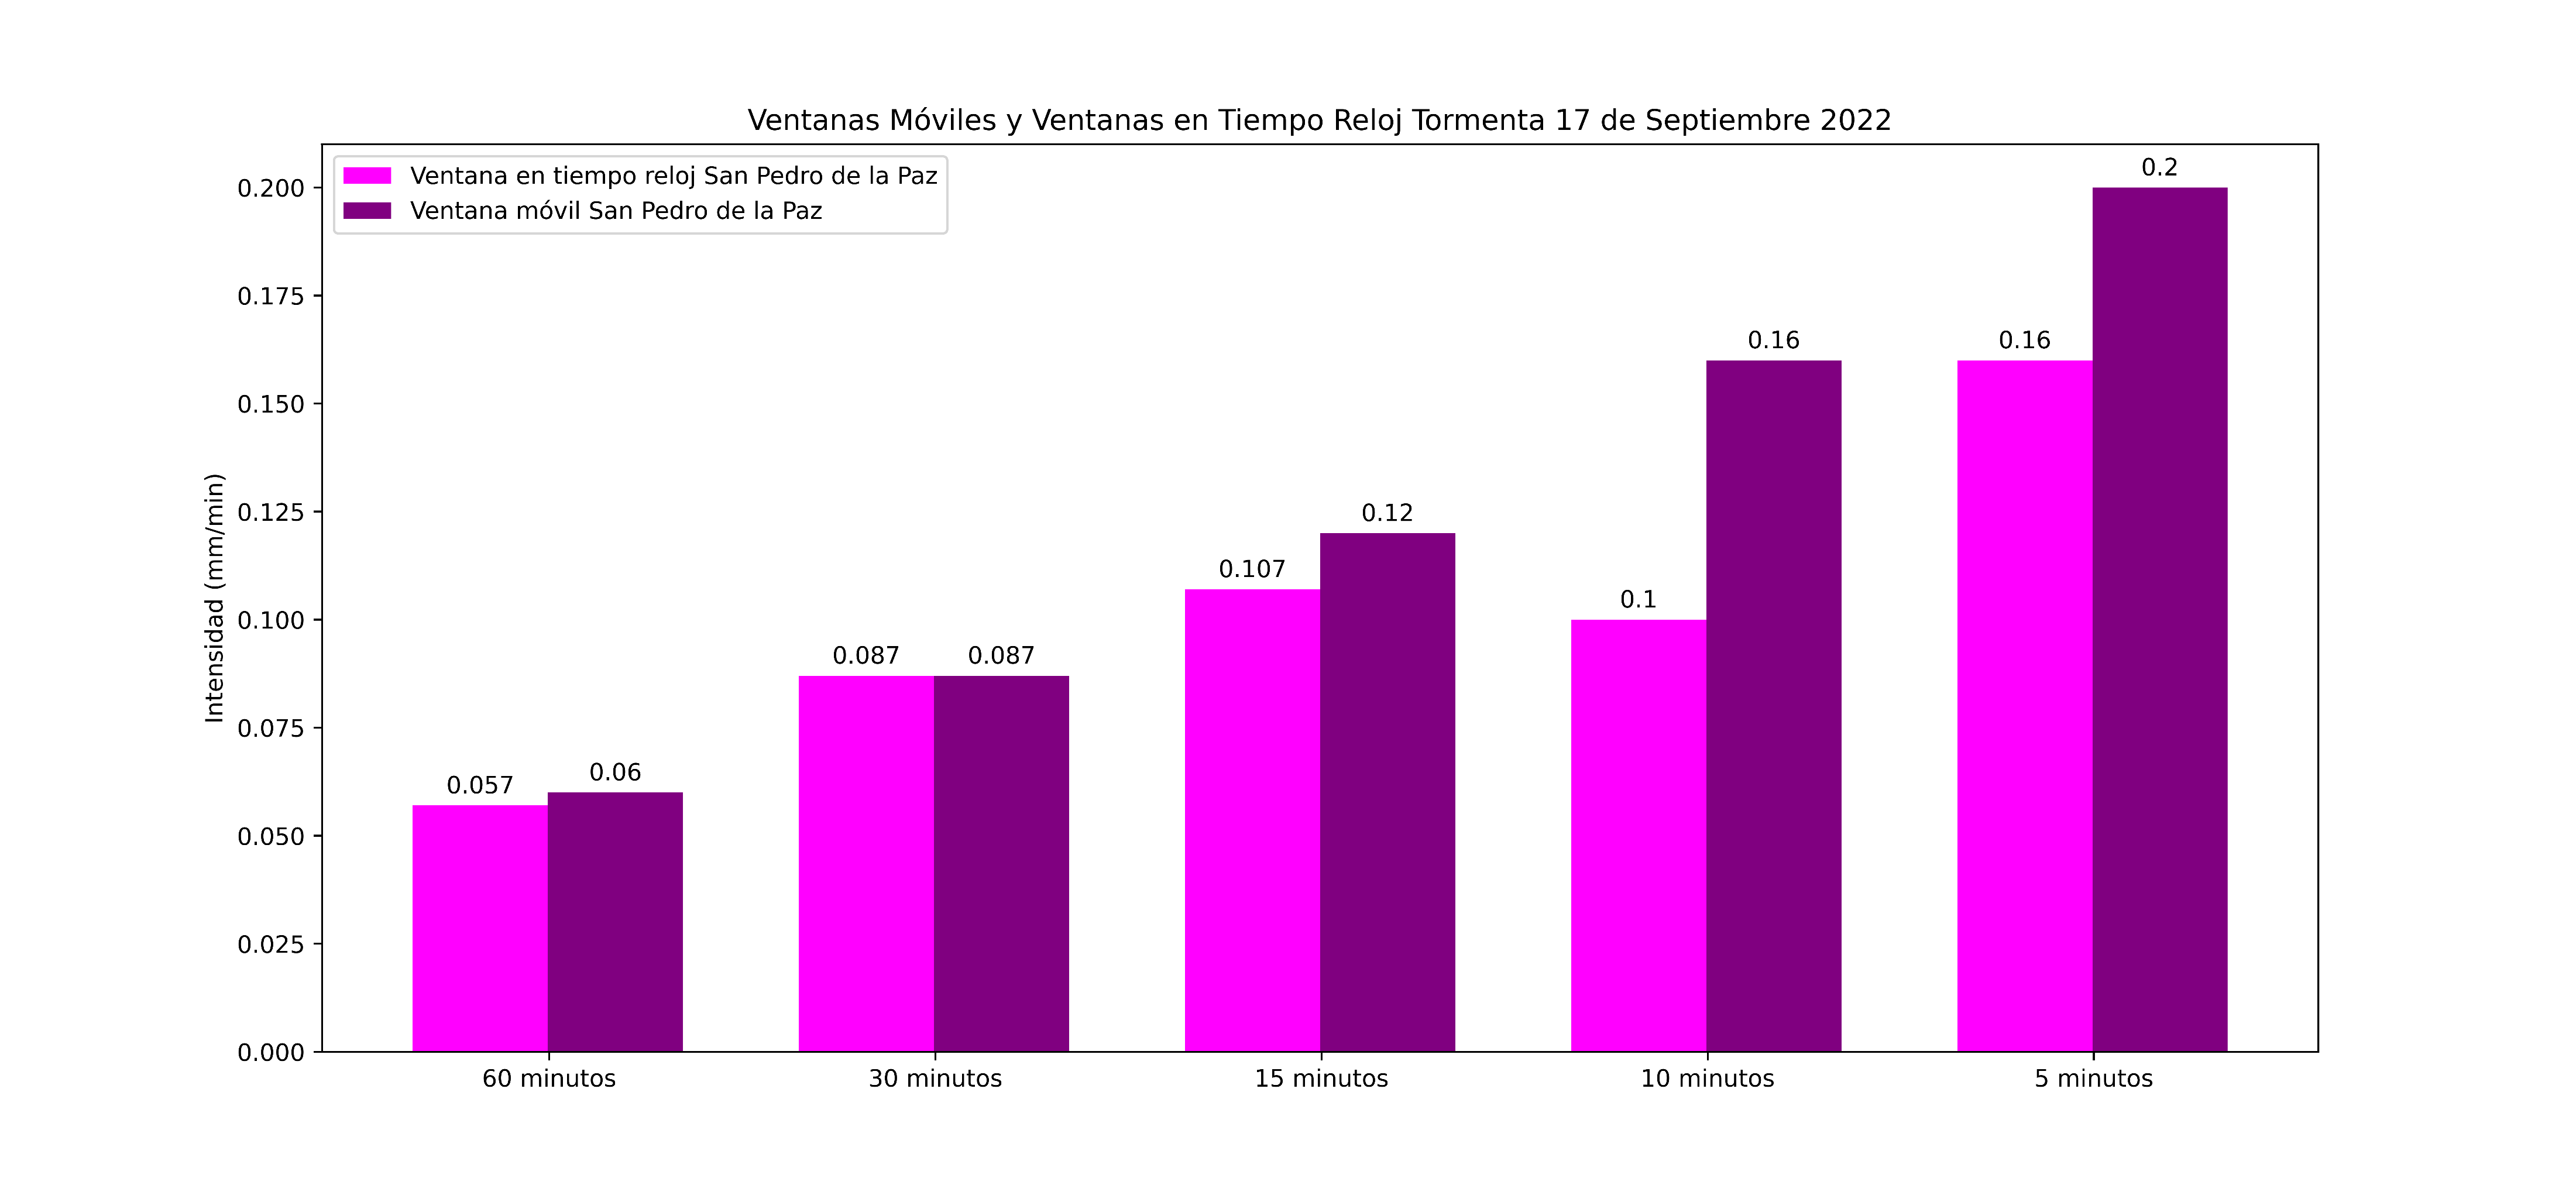 Ventanas Móviles y Ventanas en Tiempo Reloj Tormenta 17 de Septiembre 2022
Ventana en tiempo reloj San Pedro de la Paz
Ventana móvil San Pedro de la Paz
Intensidad (mm/min)
0.200
0.175
0.150
0.125
0.100
0.075
0.050
0.025
0.000
0.057
0.06
0.087
0.087
0.107
0.12
0.1
0.16
0.16
0.2
60 minutos
30 minutos
15 minutos
10 minutos
5 minutos